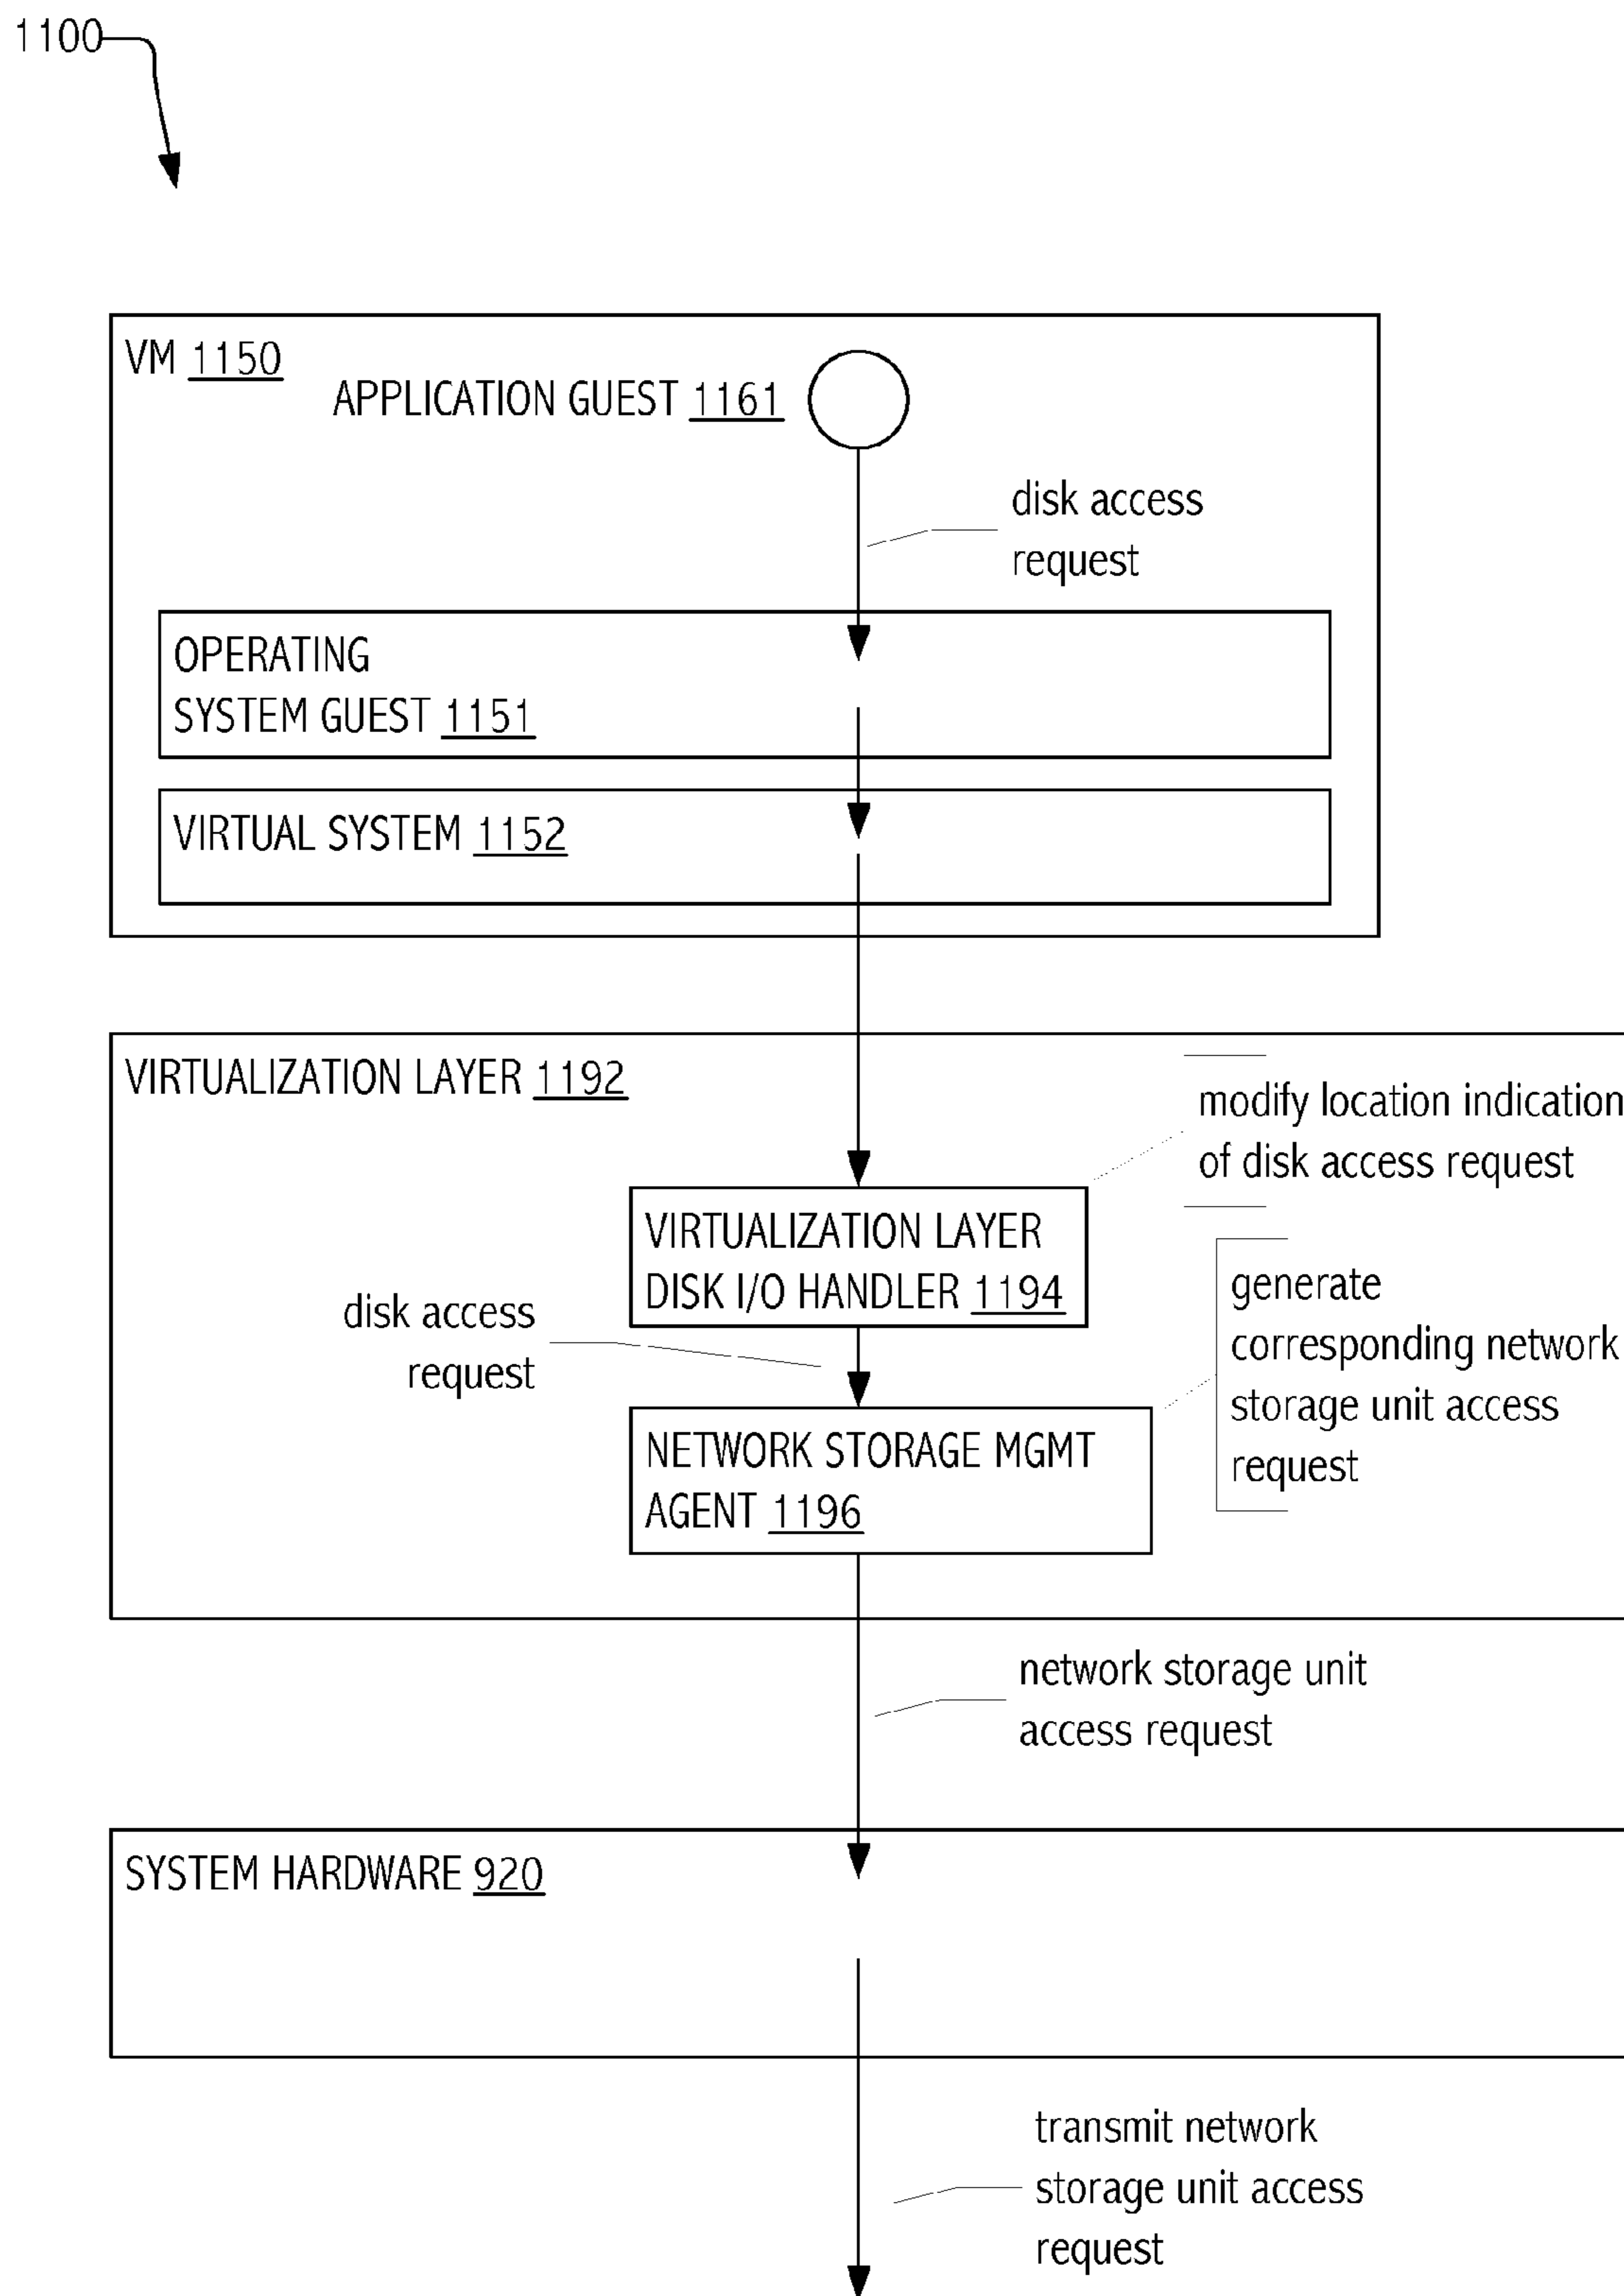 1100
VM 1150
APPLICATION GUEST 1161
disk access
request
OPERATING
SYSTEM GUEST 1151
VIRTUAL SYSTEM 1152
VIRTUALIZATION LAYER 1192
modify location indication
of disk access request
VIRTUALIZATION LAYER
DISK I/O HANDLER 1194
generate
corresponding network
storage unit access
request
disk access
request
NETWORK STORAGE MGMT
AGENT 1196
network storage unit
access request
SYSTEM HARDWARE 920
transmit network
storage unit access
request